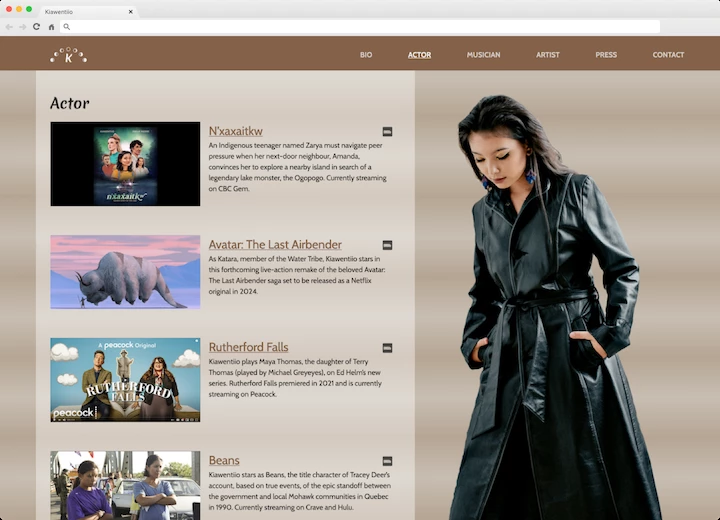 Kiawentiio
K
BIO
ACTOR
MUSICIAN
ARTIST
PRESS
CONTACT
Actor
N'xaxaitkw
An Indigenous teenager named Zarya must navigate peer
pressure when her next-door neighbour, Amanda,
convinces her to explore a nearby island in search of a
legendary lake monster, the Ogopogo. Currently streaming
on CBC Gem.
n'xaxaitkw
Avatar: The Last Airbender
As Katara, member of the Water Tribe, Kiawentiio stars in
this forthcoming live-action remake of the beloved Avatar:
The Last Airbender saga set to be released as a Netflix
original in 2024.
A peacock Original
RUTHERFORD
FALLS
peacock
Rutherford Falls
Kiawentiio plays Maya Thomas, the daughter of Terry
Thomas (played by Michael Greyeyes), on Ed Helm's new
series. Rutherford Falls premiered in 2021 and is currently
streaming on Peacock.
Beans
Kiawentiio stars as Beans, the title character of Tracey Deer's
account, based on true events, of the epic standoff between
the government and local Mohawk communities in Quebec
in 1990. Currently streaming on Crave and Hulu.